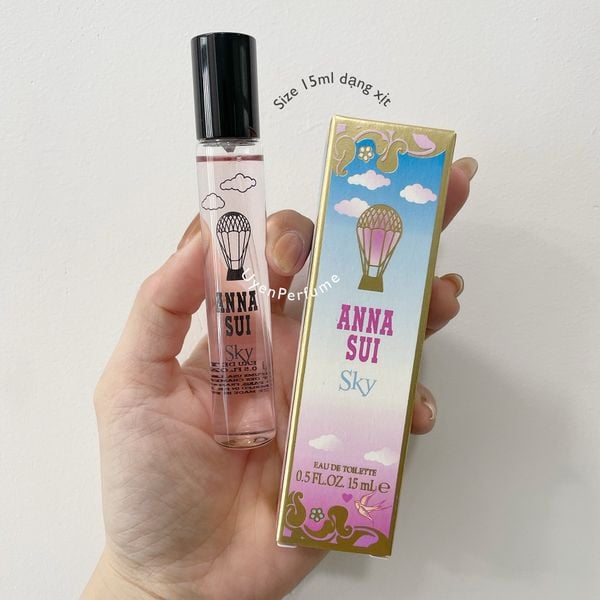 Size 15ml dạng xịt
UyenPerfume
ANNA
SUI
Sky
ANNA
SUI
Sky
EAU DE TOILETTE
0.5 FL.OZ. 15 mL e